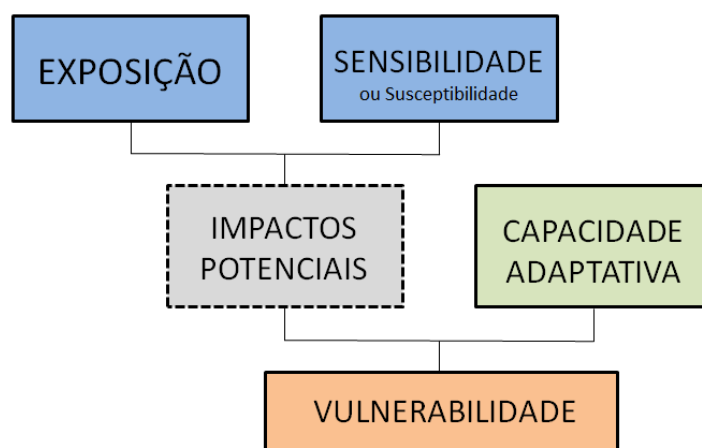 EXPOSIÇÃO
SENSIBILIDADE
ou Susceptibilidade
IMPACTOS
POTENCIAIS
CAPACIDADE
ADAPTATIVA
VULNERABILIDADE